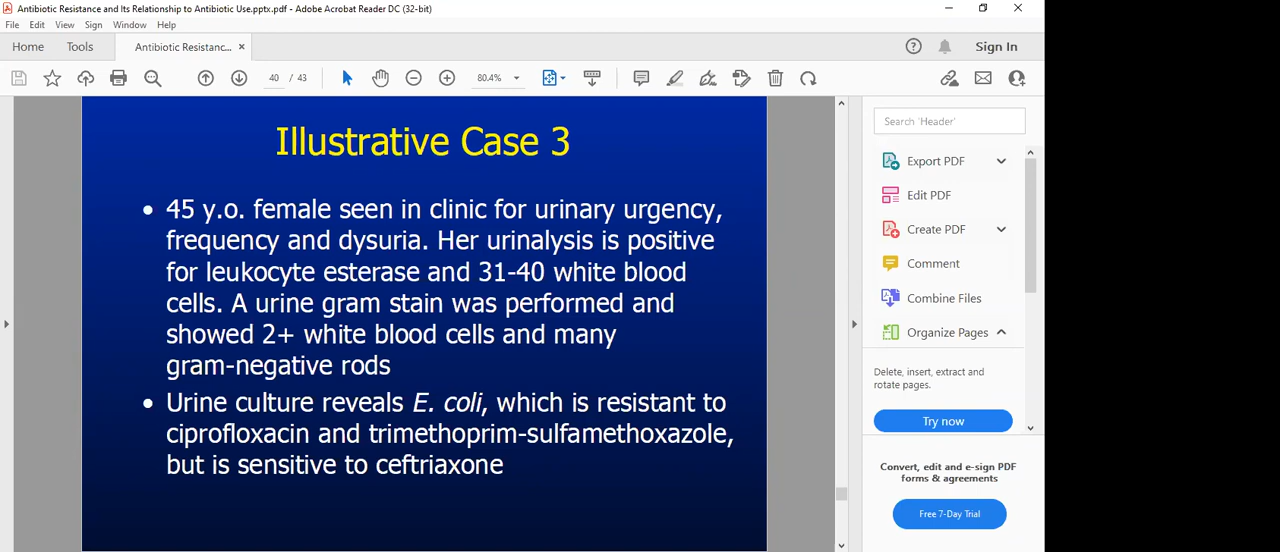 Antibiotic Resistance and Its Relationship to Antibiotic Use.pptx.pdf - Adobe Acrobat Reader DC (32-bit)
File Edit View Sign Window Help
Home Tools Antibiotic Resistanc... × Sign In
40 / 43 80.4%
Illustrative Case 3
• 45 y.o. female seen in clinic for urinary urgency,
frequency and dysuria. Her urinalysis is positive
for leukocyte esterase and 31-40 white blood
cells. A urine gram stain was performed and
showed 2+ white blood cells and many
gram-negative rods
• Urine culture reveals E. coli, which is resistant to
ciprofloxacin and trimethoprim-sulfamethoxazole,
but is sensitive to ceftriaxone
Search 'Header'
Export PDF
Edit PDF
Create PDF
Comment
Combine Files
Organize Pages
Delete, insert, extract and
rotate pages.
Try now
Convert, edit and e-sign PDF
forms & agreements
Free 7-Day Trial